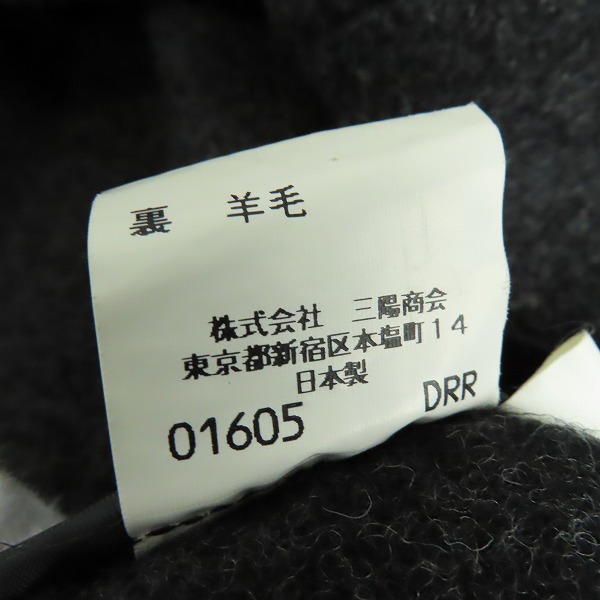 裏 羊毛
株式会社 三陽商会
東京都新宿区本塩町14
日本製
01605 DRR